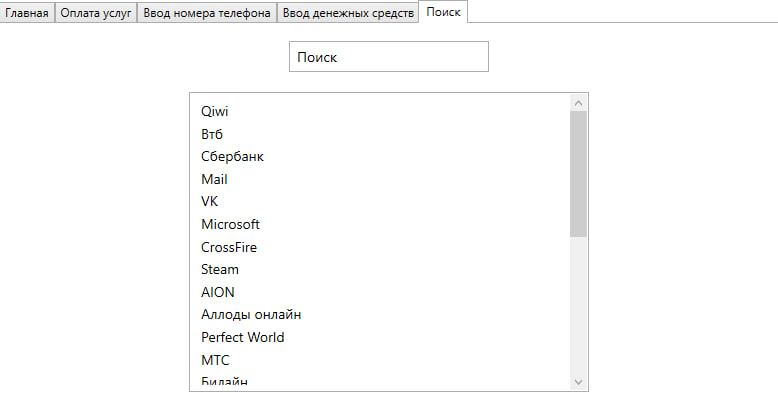 Главная Оплата услуг Ввод номера телефона Ввод денежных средств Поиск
Поиск
Qiwi
Втб
Сбербанк
Mail
VK
Microsoft
CrossFire
Steam
AION
Аллоды онлайн
Perfect World
МТС
Билайн